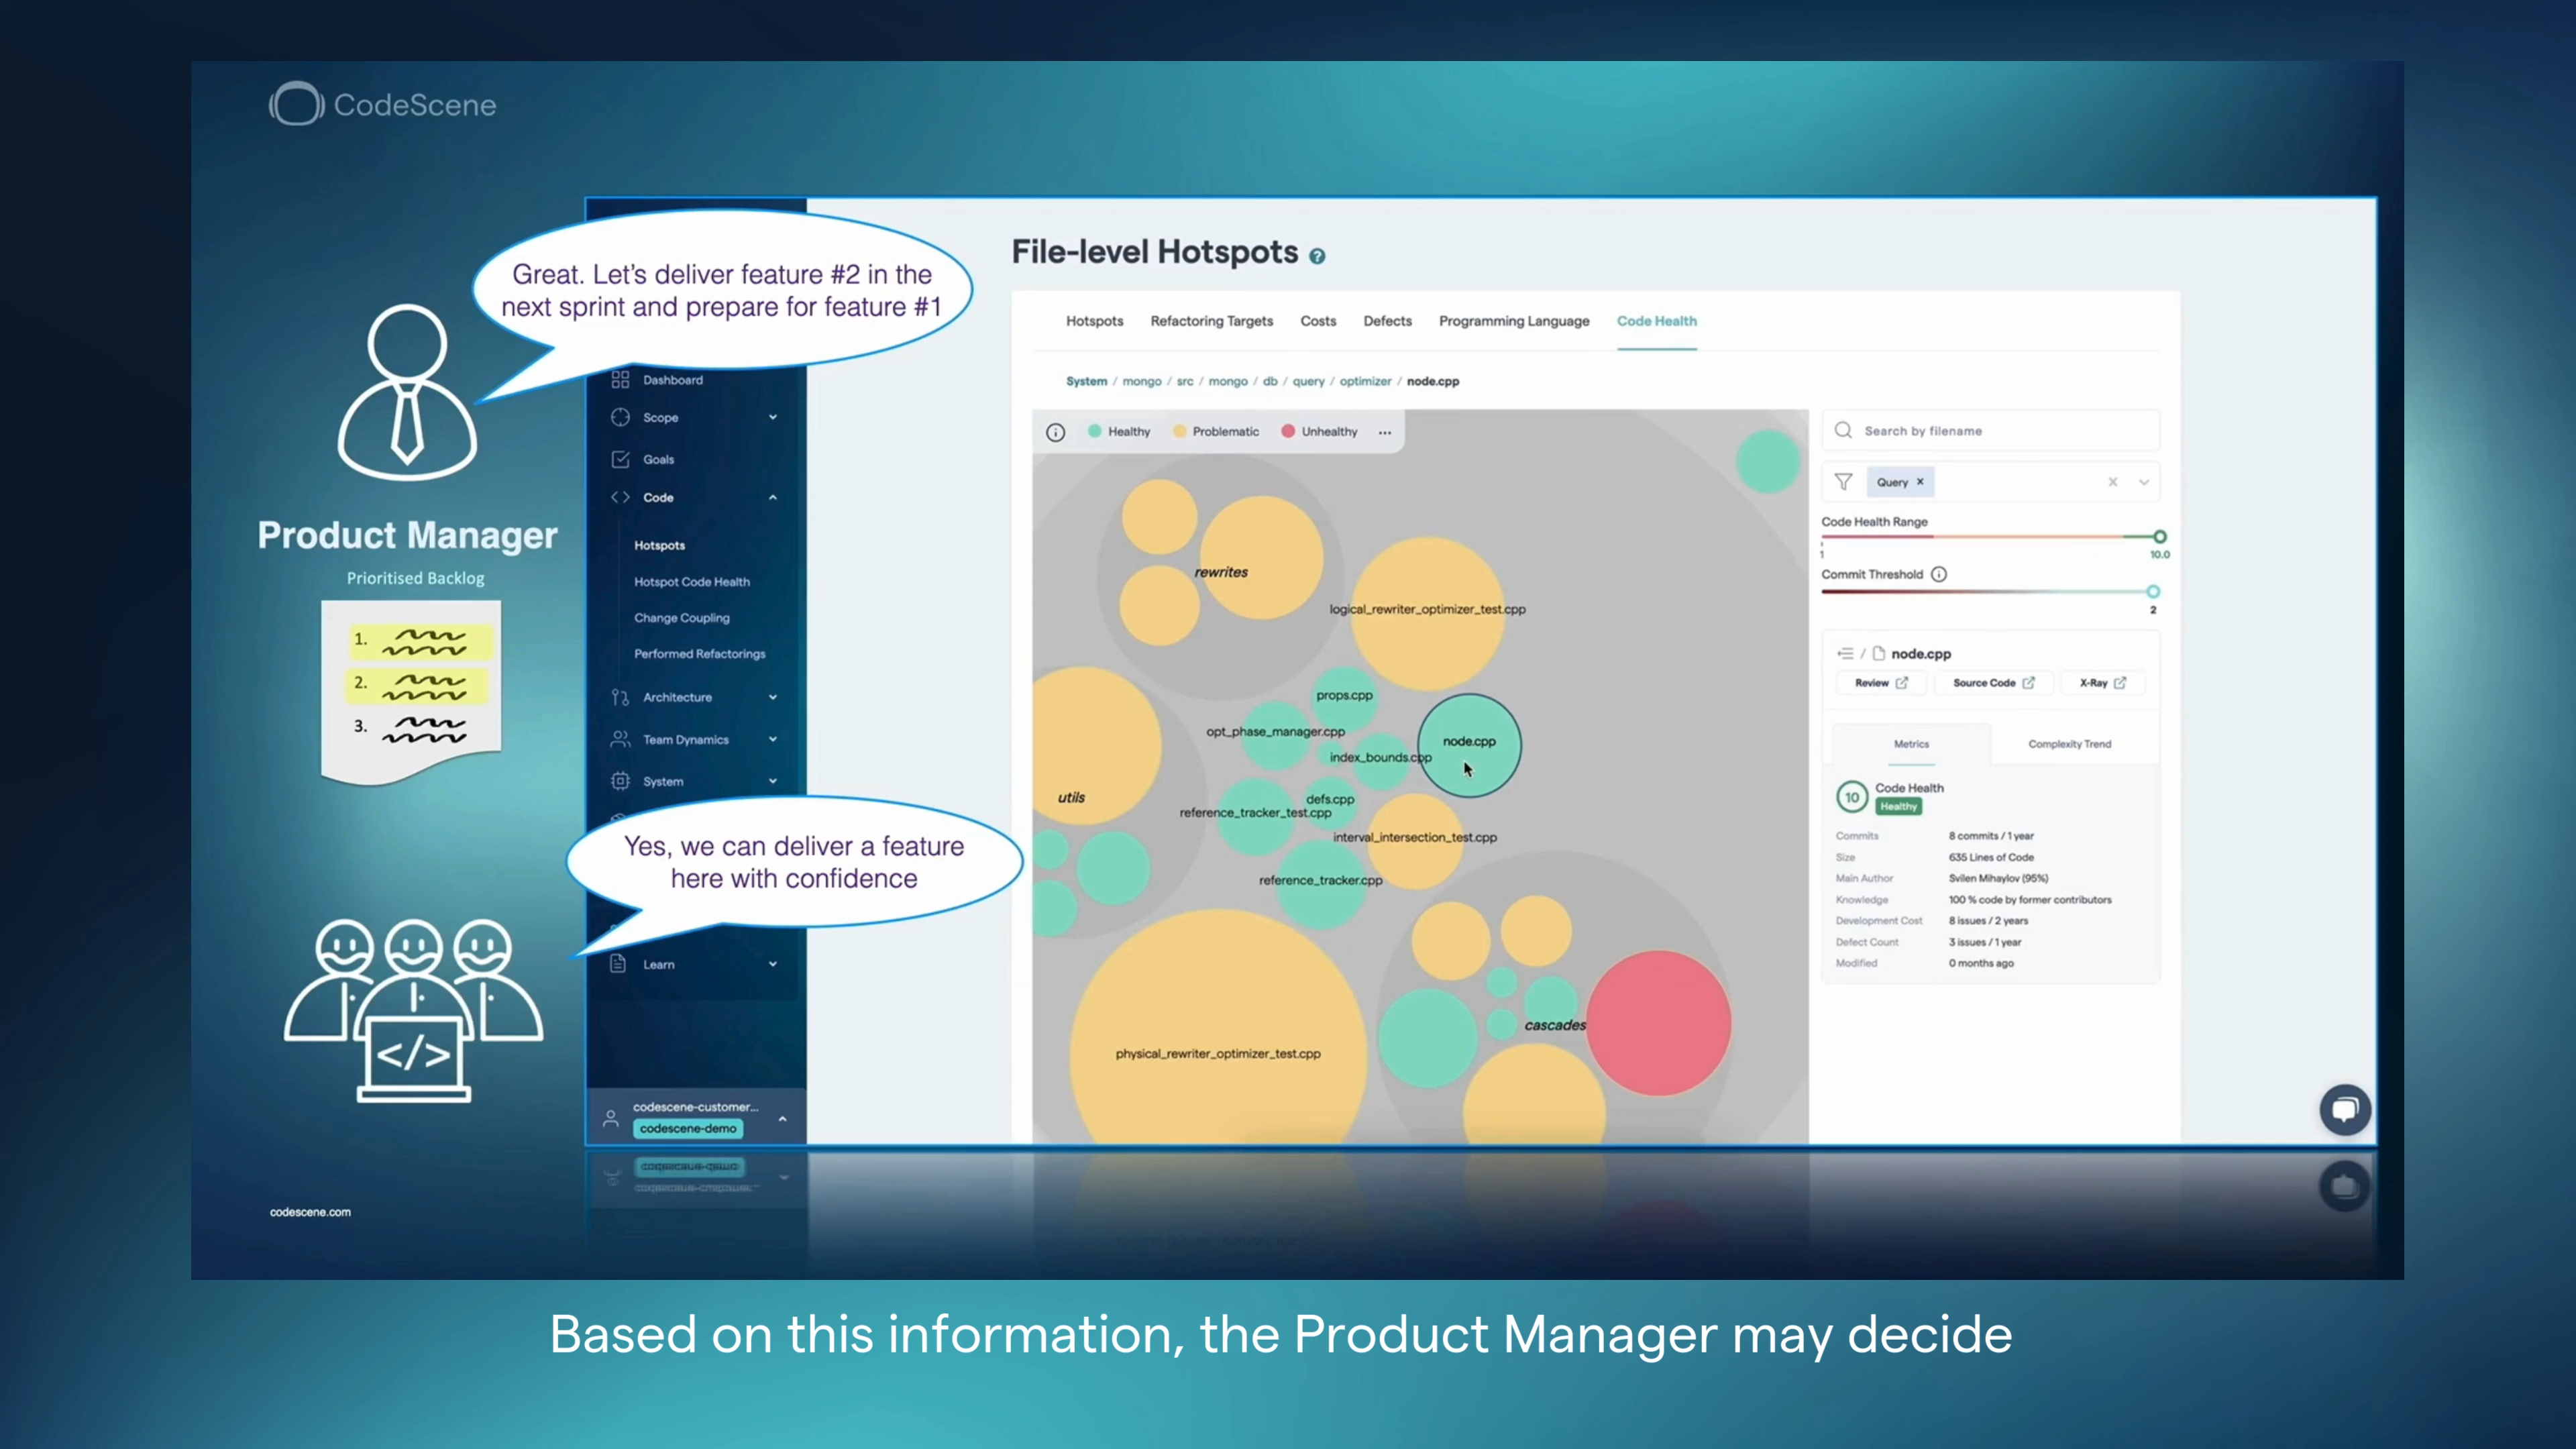 CodeScene
Great. Let's deliver feature #2 in the
next sprint and prepare for feature #1
Product Manager
Prioritised Backlog
1.
2.
3.
Yes, we can deliver a feature
here with confidence
</>
codescene.com
Dashboard
Scope
Goals
Code
Hotspots
Hotspot Code Health
Change Coupling
Performed Refactorings
Architecture
Team Dynamics
System
Learn
codescene-customer...
codescene-demo
File-level Hotspots ?
Hotspots Refactoring Targets Costs Defects Programming Language Code Health
System / mongo / src / mongo / db / query / optimizer / node.cpp
Healthy Problematic Unhealthy ...
rewrites
logical_rewriter_optimizer_test.cpp
props.cpp
opt_phase_manager.cpp
node.cpp
index_bounds.cpp
utils
defs.cpp
reference_tracker_test.cpp
interval_intersection_test.cpp
reference_tracker.cpp
cascades
physical_rewriter_optimizer_test.cpp
Search by filename
Query ×
Code Health Range
1 10.0
Commit Threshold
2
/ node.cpp
Review Source Code X-Ray
Metrics Complexity Trend
10 Code Health
Healthy
Commits 8 commits / 1 year
Size 635 Lines of Code
Main Author Svilen Mihaylov (95%)
Knowledge 100 % code by former contributors
Development Cost 8 issues / 2 years
Defect Count 3 issues / 1 year
Modified 0 months ago
Based on this information, the Product Manager may decide